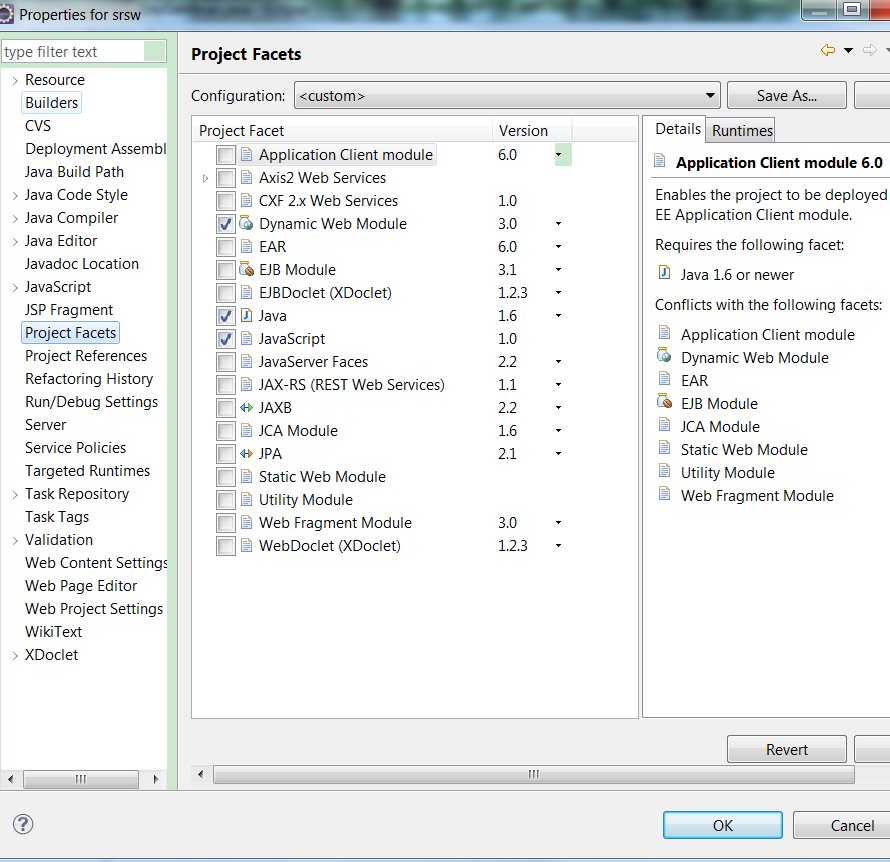 Properties for srsw
type filter text
Resource
Builders
CVS
Deployment Assembl
Java Build Path
Java Code Style
Java Compiler
Java Editor
Javadoc Location
JavaScript
JSP Fragment
Project Facets
Project References
Refactoring History
Run/Debug Settings
Server
Service Policies
Targeted Runtimes
Task Repository
Task Tags
Validation
Web Content Settings
Web Page Editor
Web Project Settings
WikiText
XDoclet
Project Facets
Configuration: <custom> Save As...
Project Facet Version
Application Client module 6.0
Axis2 Web Services
CXF 2.x Web Services 1.0
Dynamic Web Module 3.0
EAR 6.0
EJB Module 3.1
EJBDoclet (XDoclet) 1.2.3
Java 1.6
JavaScript 1.0
JavaServer Faces 2.2
JAX-RS (REST Web Services) 1.1
JAXB 2.2
JCA Module 1.6
JPA 2.1
Static Web Module
Utility Module
Web Fragment Module 3.0
WebDoclet (XDoclet) 1.2.3
Details Runtimes
Application Client module 6.0
Enables the project to be deployed
EE Application Client module.
Requires the following facet:
Java 1.6 or newer
Conflicts with the following facets:
Application Client module
Dynamic Web Module
EAR
EJB Module
JCA Module
Static Web Module
Utility Module
Web Fragment Module
Revert
OK Cancel